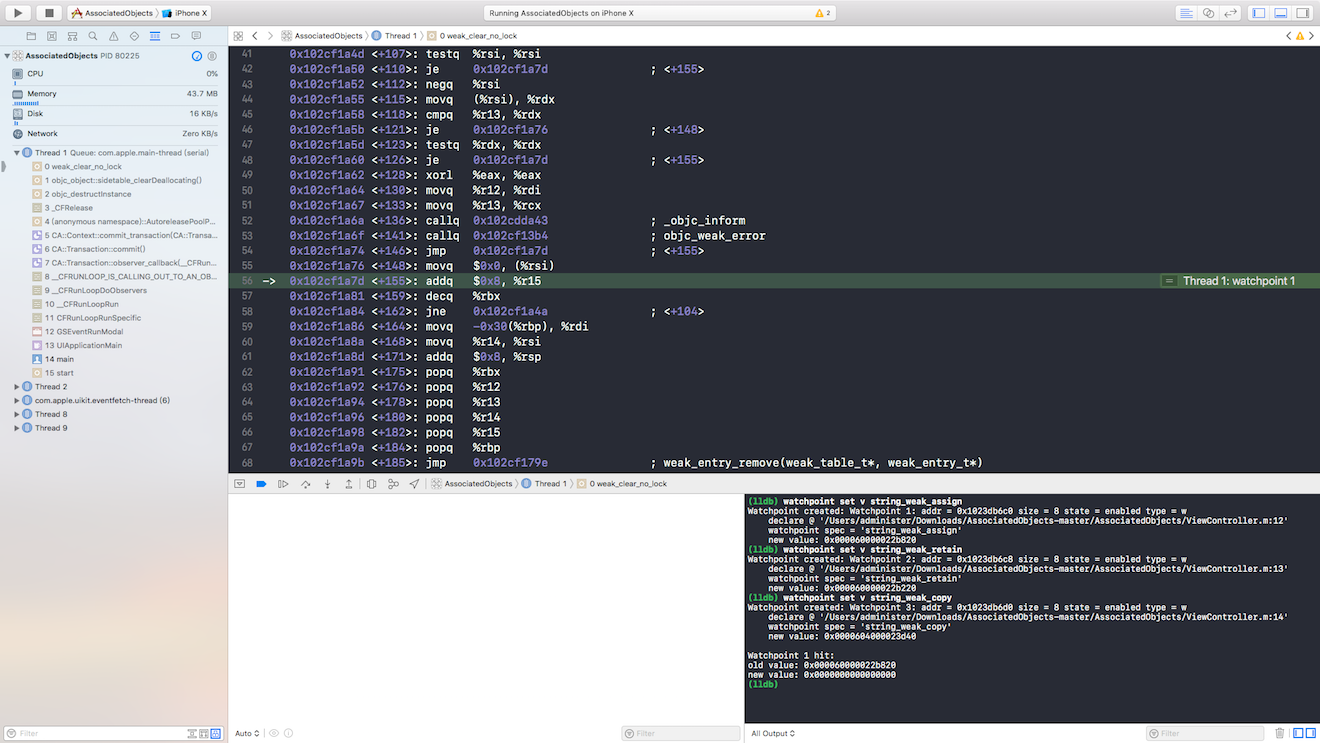 AssociatedObjects
iPhone X
Running AssociatedObjects on iPhone X
2
AssociatedObjects
Thread 1
0 weak_clear_no_lock
AssociatedObjects PID 80225
CPU 0%
Memory 43.7 MB
Disk 16 KB/s
Network Zero KB/s
Thread 1 Queue: com.apple.main-thread (serial)
0 weak_clear_no_lock
1 objc_object::sidetable_clearDeallocating()
2 objc_destructInstance
3 _CFRelease
4 (anonymous namespace)::AutoreleasePoolP...
5 CA::Context::commit_transaction(CA::Transa...
6 CA::Transaction::commit()
7 CA::Transaction::observer_callback(__CFRun...
8 __CFRUNLOOP_IS_CALLING_OUT_TO_AN_OB...
9 __CFRunLoopDoObservers
10 __CFRunLoopRun
11 CFRunLoopRunSpecific
12 GSEventRunModal
13 UIApplicationMain
14 main
15 start
Thread 2
com.apple.uikit.eventfetch-thread (6)
Thread 8
Thread 9
Filter
41 0x102cf1a4d <+107>: testq %rsi, %rsi
42 0x102cf1a50 <+110>: je 0x102cf1a7d ; <+155>
43 0x102cf1a52 <+112>: negq %rsi
44 0x102cf1a55 <+115>: movq (%rsi), %rdx
45 0x102cf1a58 <+118>: cmpq %r13, %rdx
46 0x102cf1a5b <+121>: je 0x102cf1a76 ; <+148>
47 0x102cf1a5d <+123>: testq %rdx, %rdx
48 0x102cf1a60 <+126>: je 0x102cf1a7d ; <+155>
49 0x102cf1a62 <+128>: xorl %eax, %eax
50 0x102cf1a64 <+130>: movq %r12, %rdi
51 0x102cf1a67 <+133>: movq %r13, %rcx
52 0x102cf1a6a <+136>: callq 0x102cdda43 ; _objc_inform
53 0x102cf1a6f <+141>: callq 0x102cf13b4 ; objc_weak_error
54 0x102cf1a74 <+146>: jmp 0x102cf1a7d ; <+155>
55 0x102cf1a76 <+148>: movq $0x0, (%rsi)
56 -> 0x102cf1a7d <+155>: addq $0x8, %r15 = Thread 1: watchpoint 1
57 0x102cf1a81 <+159>: decq %rbx
58 0x102cf1a84 <+162>: jne 0x102cf1a4a ; <+104>
59 0x102cf1a86 <+164>: movq -0x30(%rbp), %rdi
60 0x102cf1a8a <+168>: movq %r14, %rsi
61 0x102cf1a8d <+171>: addq $0x8, %rsp
62 0x102cf1a91 <+175>: popq %rbx
63 0x102cf1a92 <+176>: popq %r12
64 0x102cf1a94 <+178>: popq %r13
65 0x102cf1a96 <+180>: popq %r14
66 0x102cf1a98 <+182>: popq %r15
67 0x102cf1a9a <+184>: popq %rbp
68 0x102cf1a9b <+185>: jmp 0x102cf179e ; weak_entry_remove(weak_table_t*, weak_entry_t*)
AssociatedObjects
Thread 1
0 weak_clear_no_lock
Auto
Filter
(lldb) watchpoint set v string_weak_assign
Watchpoint created: Watchpoint 1: addr = 0x1023db6c0 size = 8 state = enabled type = w
declare @ '/Users/administer/Downloads/AssociatedObjects-master/AssociatedObjects/ViewController.m:12'
watchpoint spec = 'string_weak_assign'
new value: 0x000060000022b820
(lldb) watchpoint set v string_weak_retain
Watchpoint created: Watchpoint 2: addr = 0x1023db6c8 size = 8 state = enabled type = w
declare @ '/Users/administer/Downloads/AssociatedObjects-master/AssociatedObjects/ViewController.m:13'
watchpoint spec = 'string_weak_retain'
new value: 0x000060000022b220
(lldb) watchpoint set v string_weak_copy
Watchpoint created: Watchpoint 3: addr = 0x1023db6d0 size = 8 state = enabled type = w
declare @ '/Users/administer/Downloads/AssociatedObjects-master/AssociatedObjects/ViewController.m:14'
watchpoint spec = 'string_weak_copy'
new value: 0x0000604000023d40
Watchpoint 1 hit:
old value: 0x000060000022b820
new value: 0x0000000000000000
(lldb)
All Output
Filter